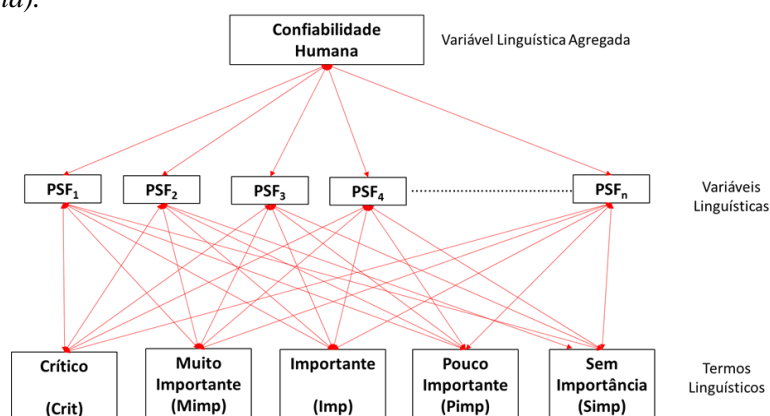 Confiabilidade
Humana
Variável Linguística Agregada
PSF1
PSF2
PSF3
PSF4
PSFn
Variáveis
Linguísticas
Crítico
(Crit)
Muito
Importante
(Mimp)
Importante
(Imp)
Pouco
Importante
(Pimp)
Sem
Importância
(Simp)
Termos
Linguísticos